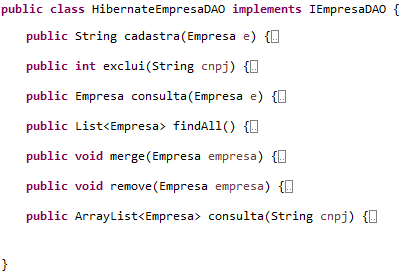 public class HibernateEmpresaDAO implements IEmpresaDAO {
public String cadastra(Empresa e) {..
public int exclui(String cnpj) {..
public Empresa consulta(Empresa e) {..
public List<Empresa> findAll() {..
public void merge(Empresa empresa) {..
public void remove(Empresa empresa) {..
public ArrayList<Empresa> consulta(String cnpj) {..
}